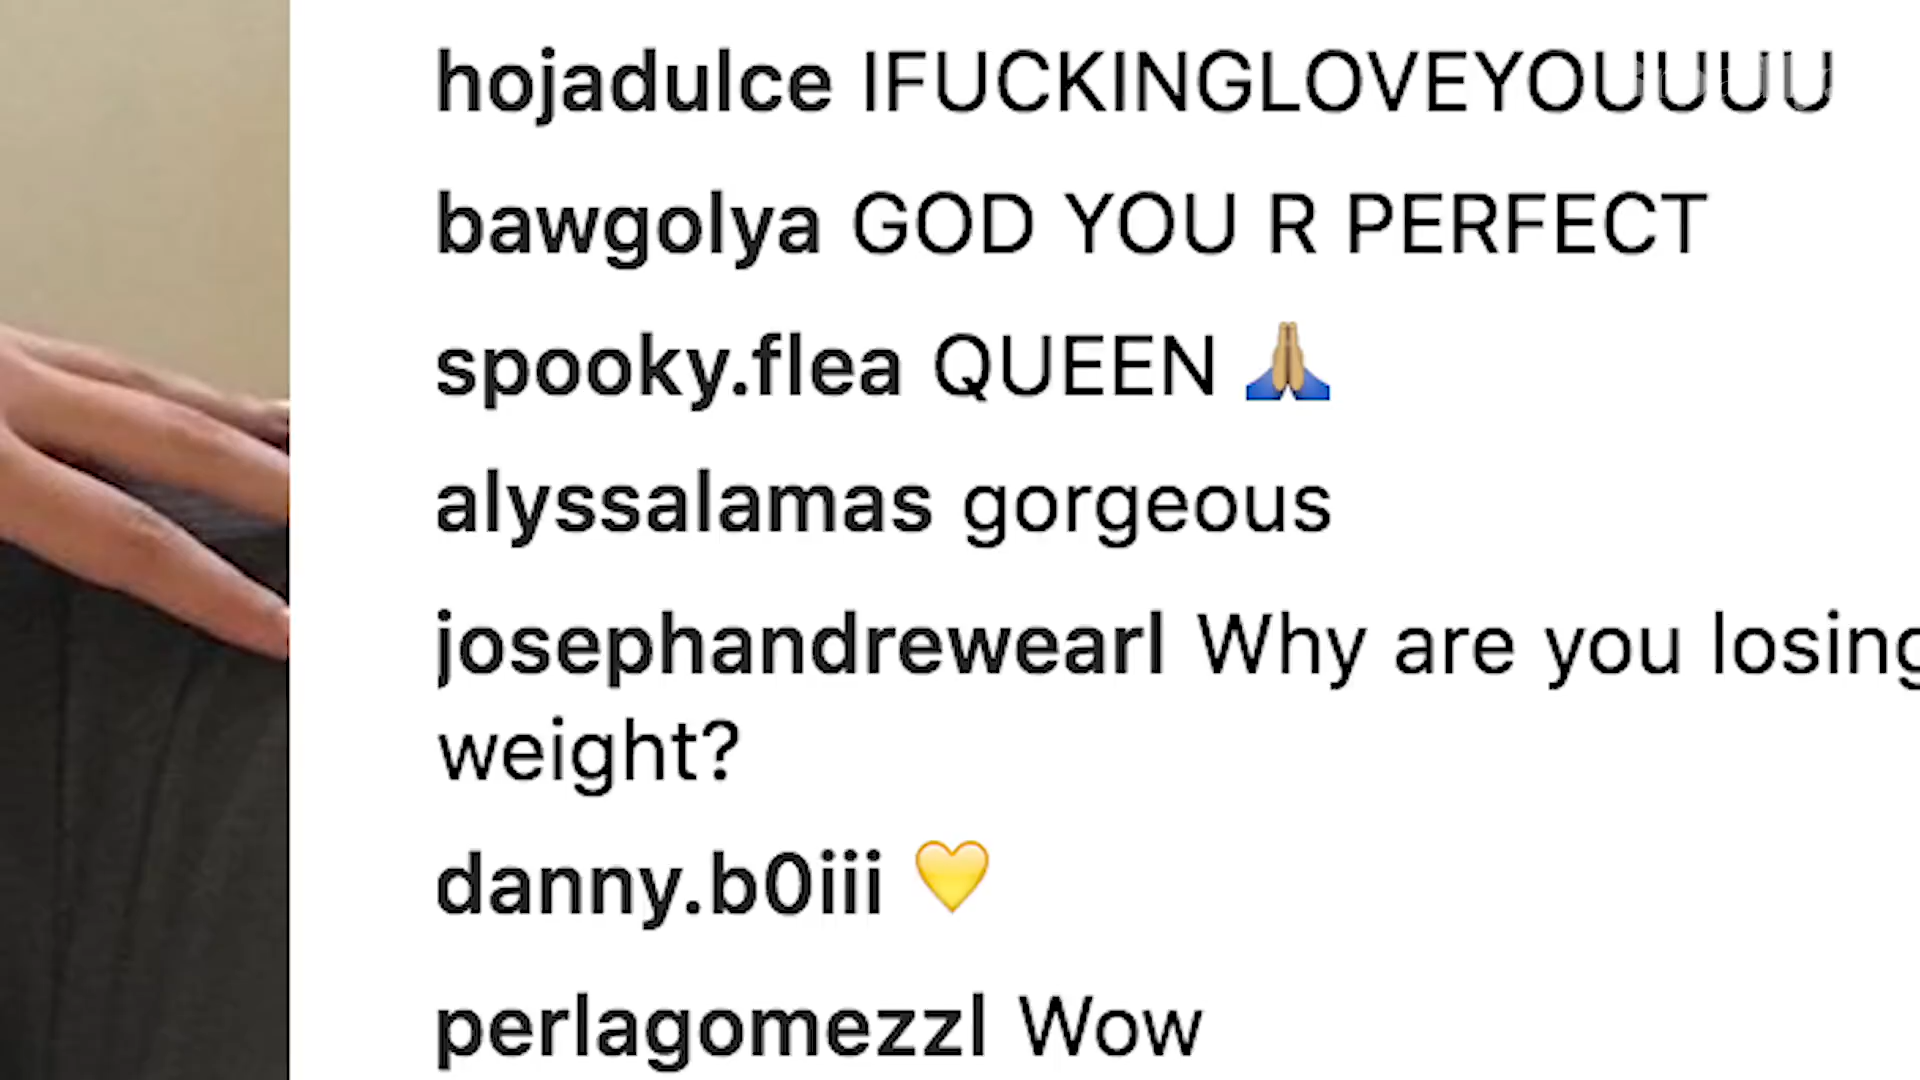 hojadulce IFUCKINGLOVEYOUUUU
bawgolya GOD YOU R PERFECT
spooky.flea QUEEN 🙏🏽
alyssalamas gorgeous
josephandrewearl Why are you losing
weight?
danny.b0iii 💛
perlagomezzl Wow